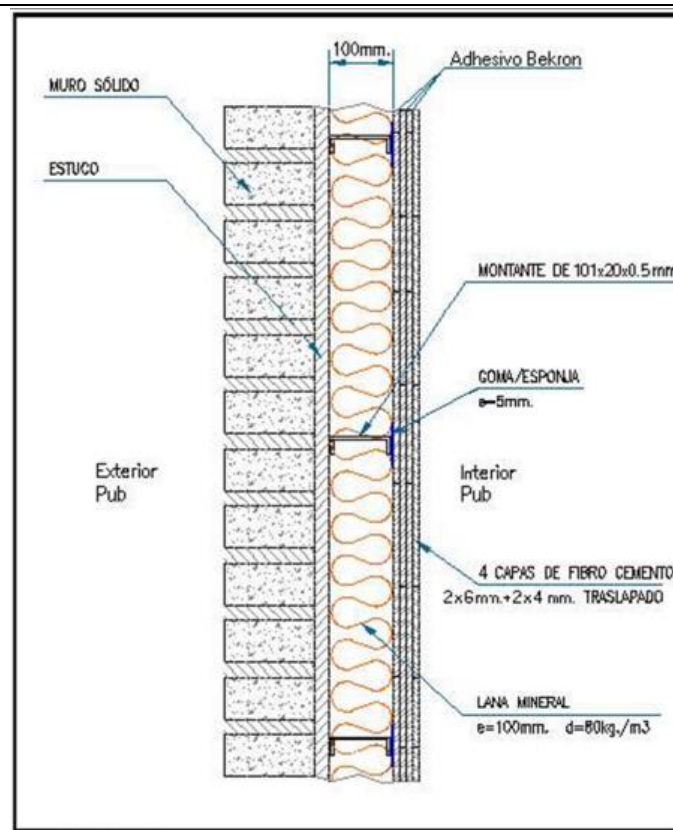 100mm.
Adhesivo Bekron
MURO SÓLIDO
ESTUCO
MONTANTE DE 101x20x0.5mm
GOMA/ESPONJA
e=5mm.
Exterior
Pub
Interior
Pub
4 CAPAS DE FIBRO CEMENTO
2x6mm.+2x4 mm. TRASLAPADO
LANA MINERAL
e=100mm. d=80kg./m3